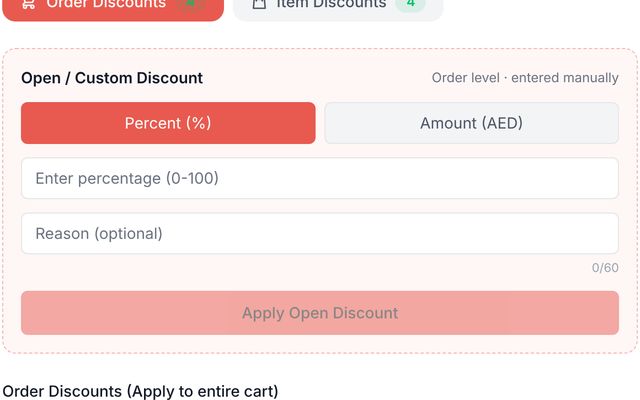 Order Discounts
Item Discounts 4
Open / Custom Discount
Order level · entered manually
Percent (%)
Amount (AED)
Enter percentage (0-100)
Reason (optional)
0/60
Apply Open Discount
Order Discounts (Apply to entire cart)